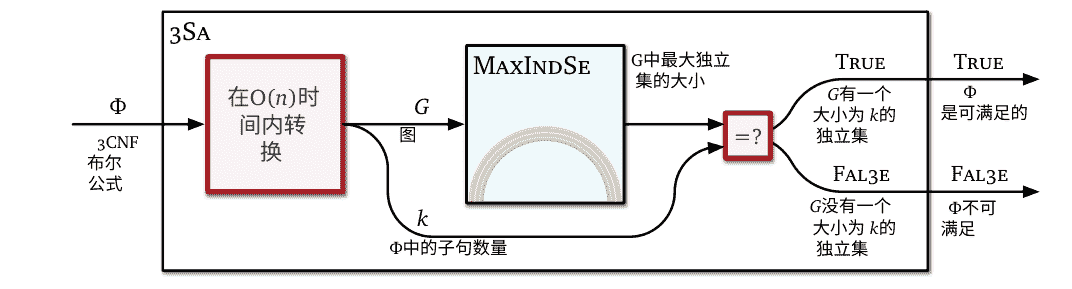 3SA
Φ
3CNF
布尔
公式
在O(n)时
间内转
换
G
图
k
Φ中的子句数量
MAXINDSE
G中最大独立
集的大小
=?
TRUE
G有一个
大小为 k的
独立集
FAL3E
G没有一个
大小为 k的
独立集
TRUE
Φ
是可满足的
FAL3E
Φ不可
满足